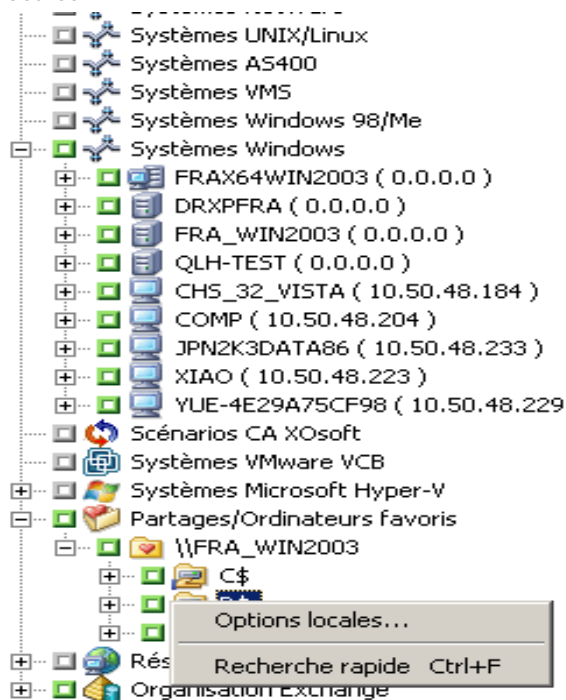 Systèmes UNIX/Linux
Systèmes AS400
Systèmes VMS
Systèmes Windows 98/Me
Systèmes Windows
FRAX64WIN2003 ( 0.0.0.0 )
DRXPFRA ( 0.0.0.0 )
FRA_WIN2003 ( 0.0.0.0 )
QLH-TEST ( 0.0.0.0 )
CHS_32_VISTA ( 10.50.48.184 )
COMP ( 10.50.48.204 )
JPN2K3DATA86 ( 10.50.48.233 )
XIAO ( 10.50.48.223 )
YUE-4E29A75CF98 ( 10.50.48.229
Scénarios CA XOsoft
Systèmes VMware VCB
Systèmes Microsoft Hyper-V
Partages/Ordinateurs favoris
\\FRA_WIN2003
C$
Options locales...
Rés
Recherche rapide Ctrl+F
Organisation Exchange